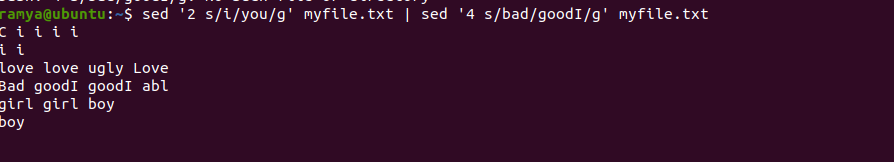 ramya@ubuntu:~$ sed '2 s/i/you/g' myfile.txt | sed '4 s/bad/goodI/g' myfile.txt
C i i i i
i i
love love ugly Love
Bad goodI goodI abl
girl girl boy
boy